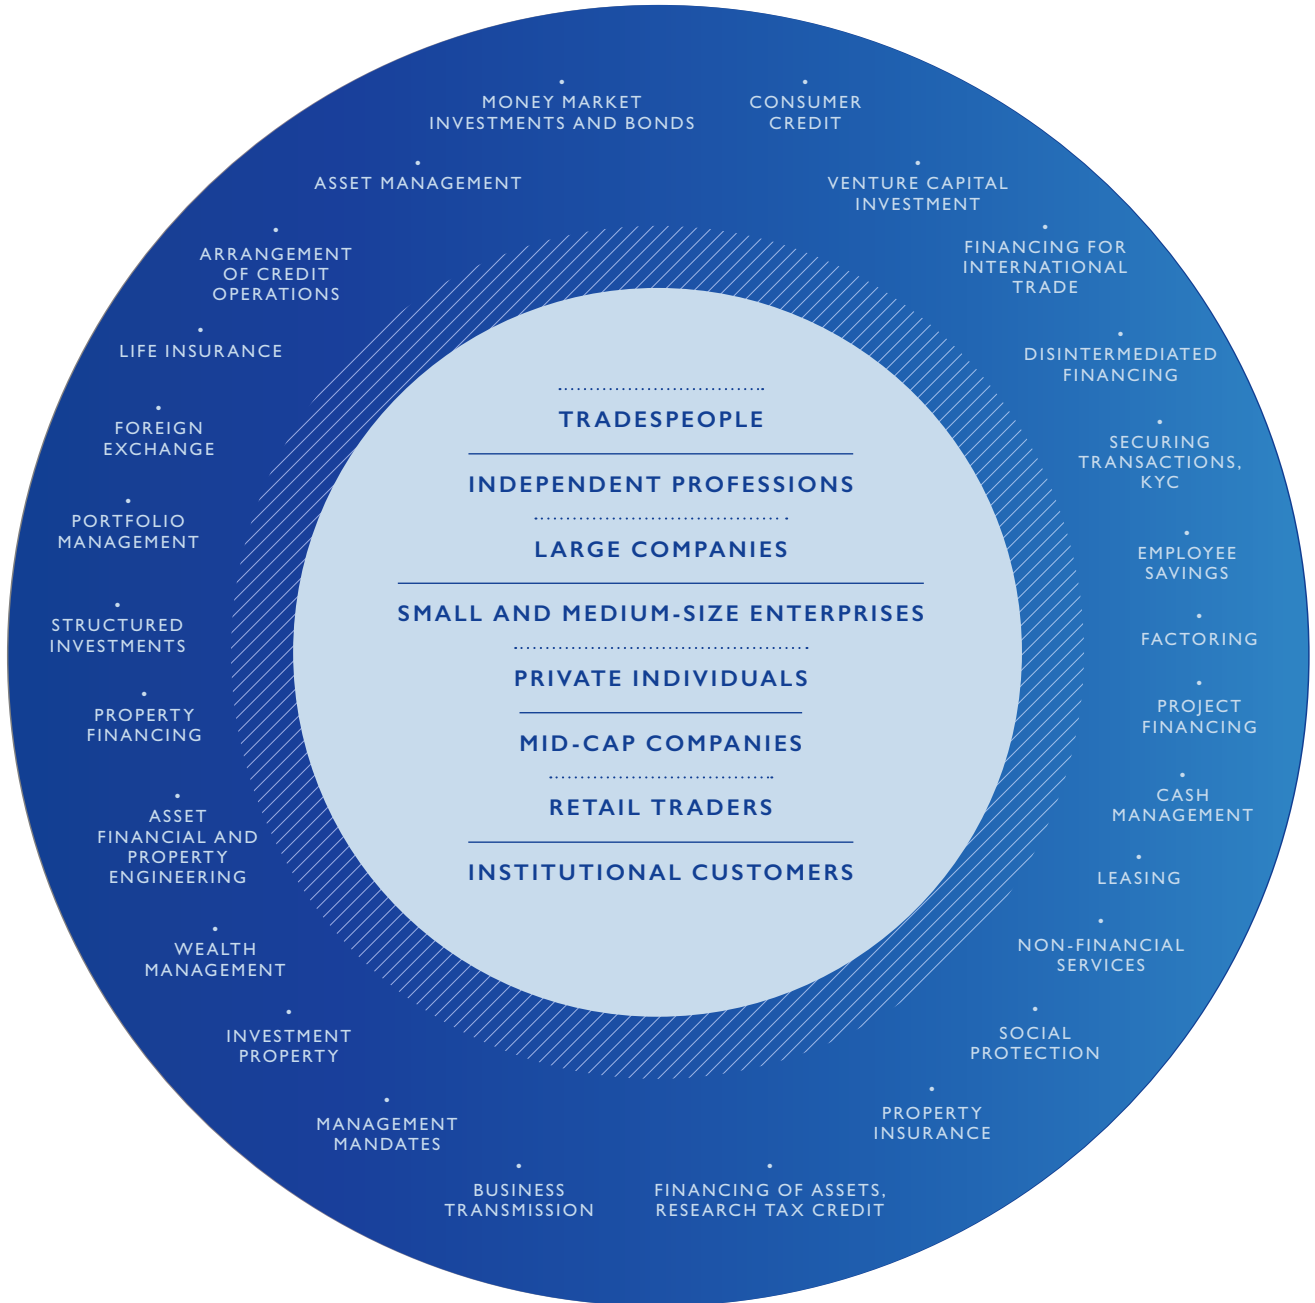 MONEY MARKET
INVESTMENTS AND BONDS
CONSUMER
CREDIT
ASSET MANAGEMENT
VENTURE CAPITAL
INVESTMENT
ARRANGEMENT
OF CREDIT
OPERATIONS
FINANCING FOR
INTERNATIONAL
TRADE
LIFE INSURANCE
DISINTERMEDIATED
FINANCING
FOREIGN
EXCHANGE
SECURING
TRANSACTIONS,
KYC
PORTFOLIO
MANAGEMENT
EMPLOYEE
SAVINGS
STRUCTURED
INVESTMENTS
FACTORING
PROPERTY
FINANCING
PROJECT
FINANCING
ASSET
FINANCIAL AND
PROPERTY
ENGINEERING
CASH
MANAGEMENT
LEASING
WEALTH
MANAGEMENT
NON-FINANCIAL
SERVICES
INVESTMENT
PROPERTY
SOCIAL
PROTECTION
MANAGEMENT
MANDATES
PROPERTY
INSURANCE
BUSINESS
TRANSMISSION
FINANCING OF ASSETS,
RESEARCH TAX CREDIT
TRADESPEOPLE
INDEPENDENT PROFESSIONS
LARGE COMPANIES
SMALL AND MEDIUM-SIZE ENTERPRISES
PRIVATE INDIVIDUALS
MID-CAP COMPANIES
RETAIL TRADERS
INSTITUTIONAL CUSTOMERS